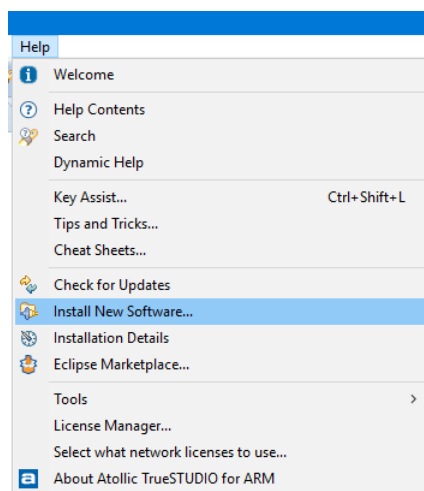 Help
Welcome
Help Contents
Search
Dynamic Help
Key Assist... Ctrl+Shift+L
Tips and Tricks...
Cheat Sheets...
Check for Updates
Install New Software...
Installation Details
Eclipse Marketplace...
Tools
License Manager...
Select what network licenses to use...
About Atollic TrueSTUDIO for ARM